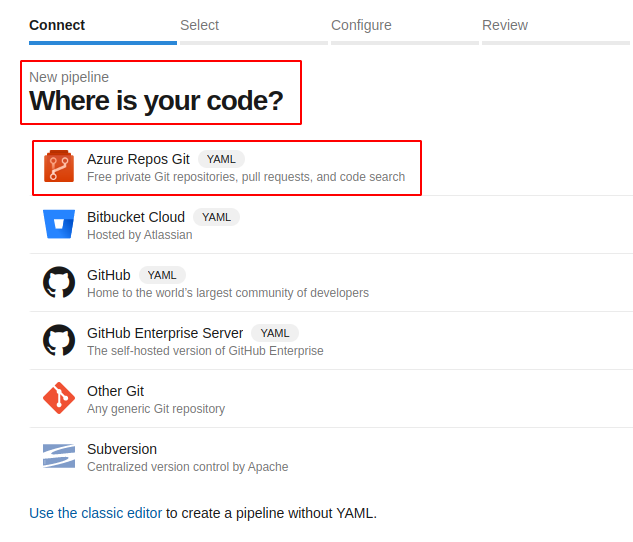 Connect Select Configure Review
New pipeline
Where is your code?
Azure Repos Git YAML
Free private Git repositories, pull requests, and code search
Bitbucket Cloud YAML
Hosted by Atlassian
GitHub YAML
Home to the world's largest community of developers
GitHub Enterprise Server YAML
The self-hosted version of GitHub Enterprise
Other Git
Any generic Git repository
Subversion
Centralized version control by Apache
Use the classic editor to create a pipeline without YAML.